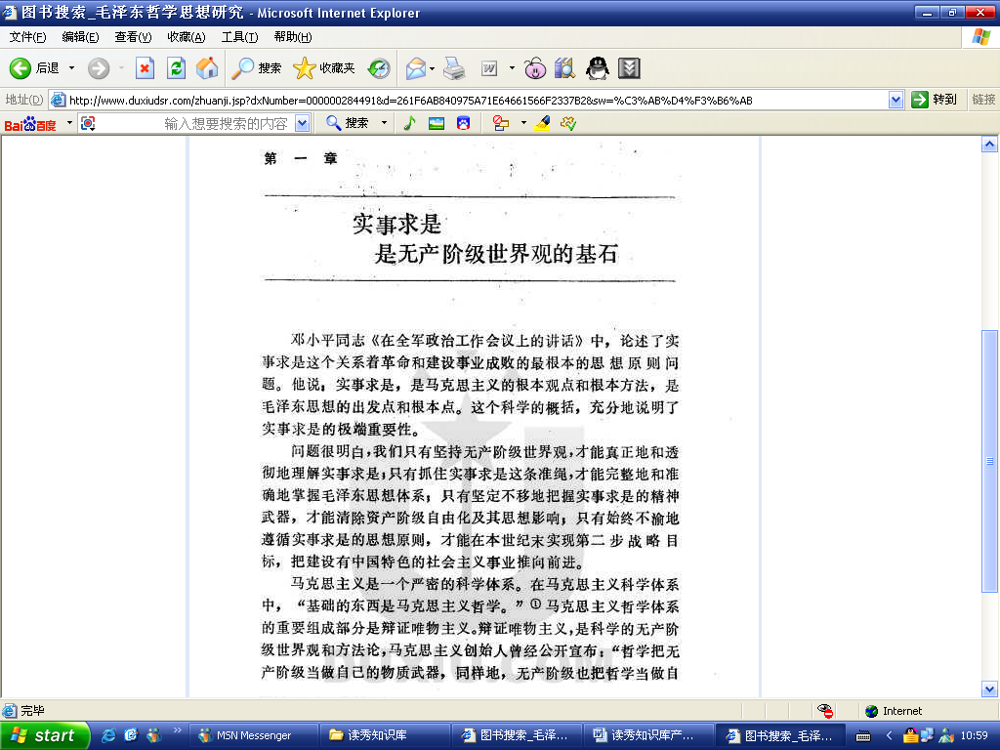 图书搜索_毛泽东哲学思想研究 - Microsoft Internet Explorer
文件(F) 编辑(E) 查看(V) 收藏(A) 工具(T) 帮助(H)
后退 搜索 收藏夹
地址(D) http://www.duxiudsr.com/zhuanji.jsp?dxNumber=000000284491&d=261F6AB840975A71E64661566F2337B2&sw=%C3%AB%D4%F3%B6%AB 转到 链接
Bai百度 输入想要搜索的内容 搜索
第一章
实事求是
是无产阶级世界观的基石
邓小平同志《在全军政治工作会议上的讲话》中，论述了实
事求是这个关系着革命和建设事业成败的最根本的思想原则问
题。他说：实事求是，是马克思主义的根本观点和根本方法，是
毛泽东思想的出发点和根本点。这个科学的概括，充分地说明了
实事求是的极端重要性。
问题很明白，我们只有坚持无产阶级世界观，才能真正地和透
彻地理解实事求是；只有抓住实事求是这条准绳，才能完整地和准
确地掌握毛泽东思想体系；只有坚定不移地把握实事求是的精神
武器，才能清除资产阶级自由化及其思想影响；只有始终不渝地
遵循实事求是的思想原则，才能在本世纪末实现第二步战略目
标，把建设有中国特色的社会主义事业推向前进。
马克思主义是一个严密的科学体系。在马克思主义科学体系
中，“基础的东西是马克思主义哲学。”①马克思主义哲学体系
的重要组成部分是辩证唯物主义。辩证唯物主义，是科学的无产阶
级世界观和方法论，马克思主义创始人曾经公开宣布：“哲学把无
产阶级当做自己的物质武器，同样地，无产阶级也把哲学当做自
DUXIU.COM
完毕 Internet
start MSN Messenger 读秀知识库 图书搜索_毛泽... 读秀知识库产... 图书搜索_毛泽... 10:59